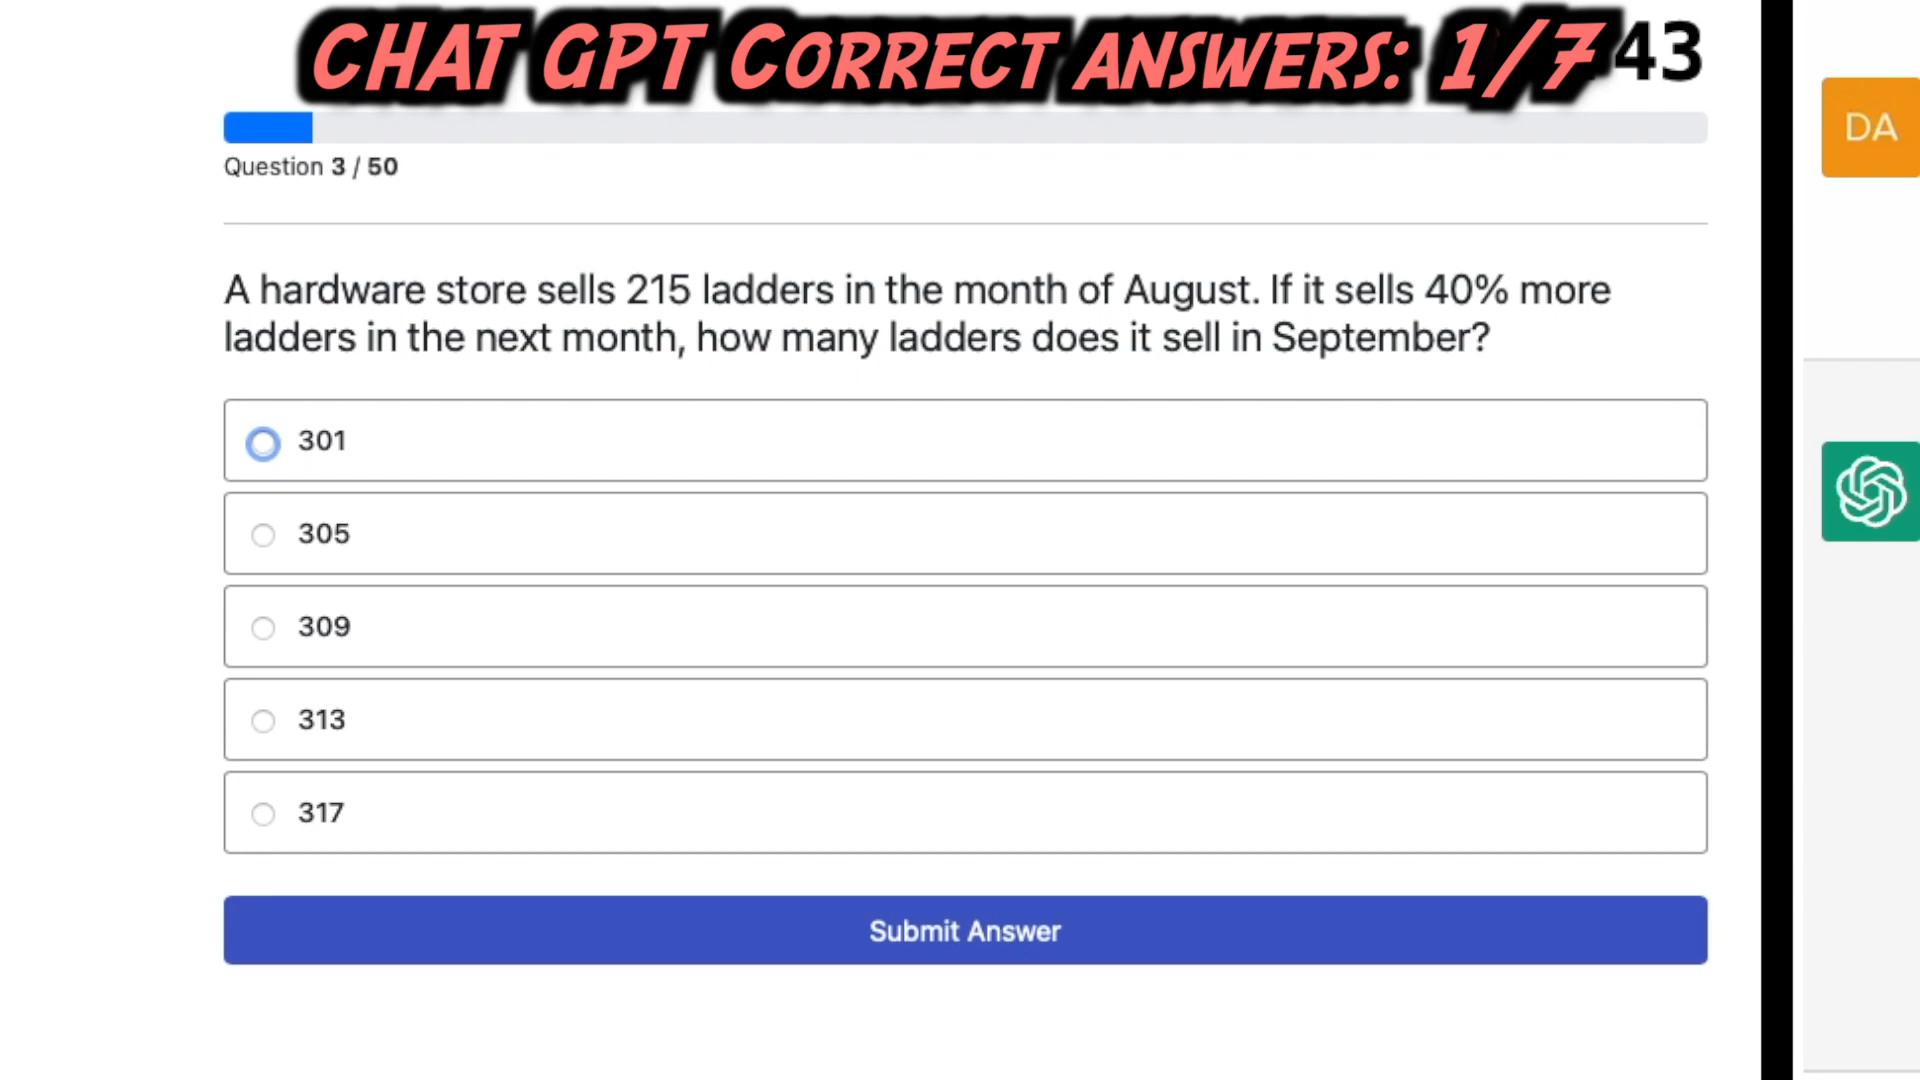 CHAT GPT CORRECT ANSWERS: 1/7
43
DA
Question 3 / 50
A hardware store sells 215 ladders in the month of August. If it sells 40% more
ladders in the next month, how many ladders does it sell in September?
301
305
309
313
317
Submit Answer